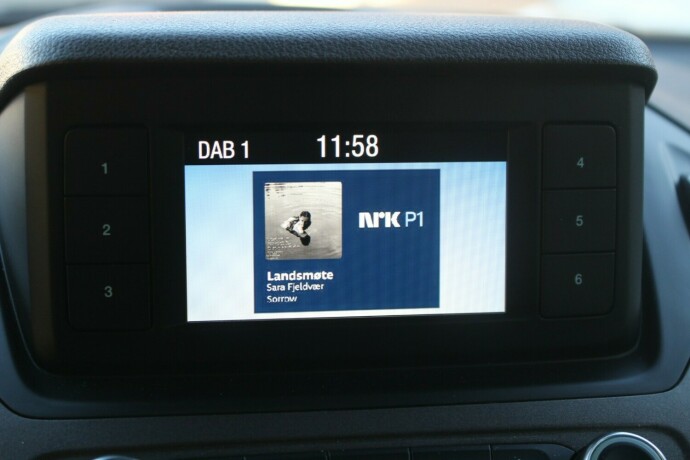 DAB 1 11:58
1
2
3
4
5
6
NRK P1
Landsmøte
Sara Fjeldvær
Sorrow